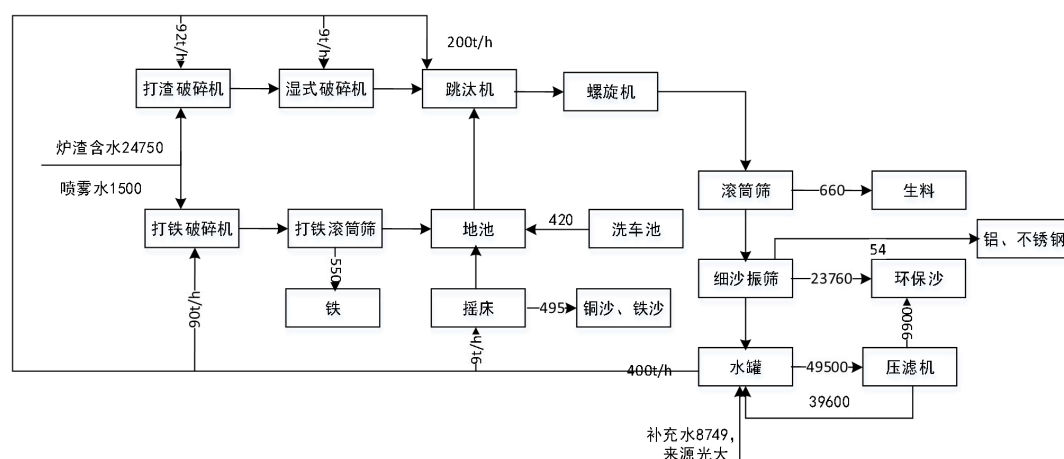 92t/h
9t/h
200t/h
打渣破碎机
湿式破碎机
跳汰机
螺旋机
炉渣含水24750
喷雾水1500
滚筒筛
660
生料
打铁破碎机
打铁滚筒筛
地池
420
洗车池
铝、不锈钢
54
550
细沙振筛
23760
环保沙
铁
摇床
495
铜沙、铁沙
90t/h
9t/h
9900
400t/h
水罐
49500
压滤机
39600
补充水8749，
来源光大